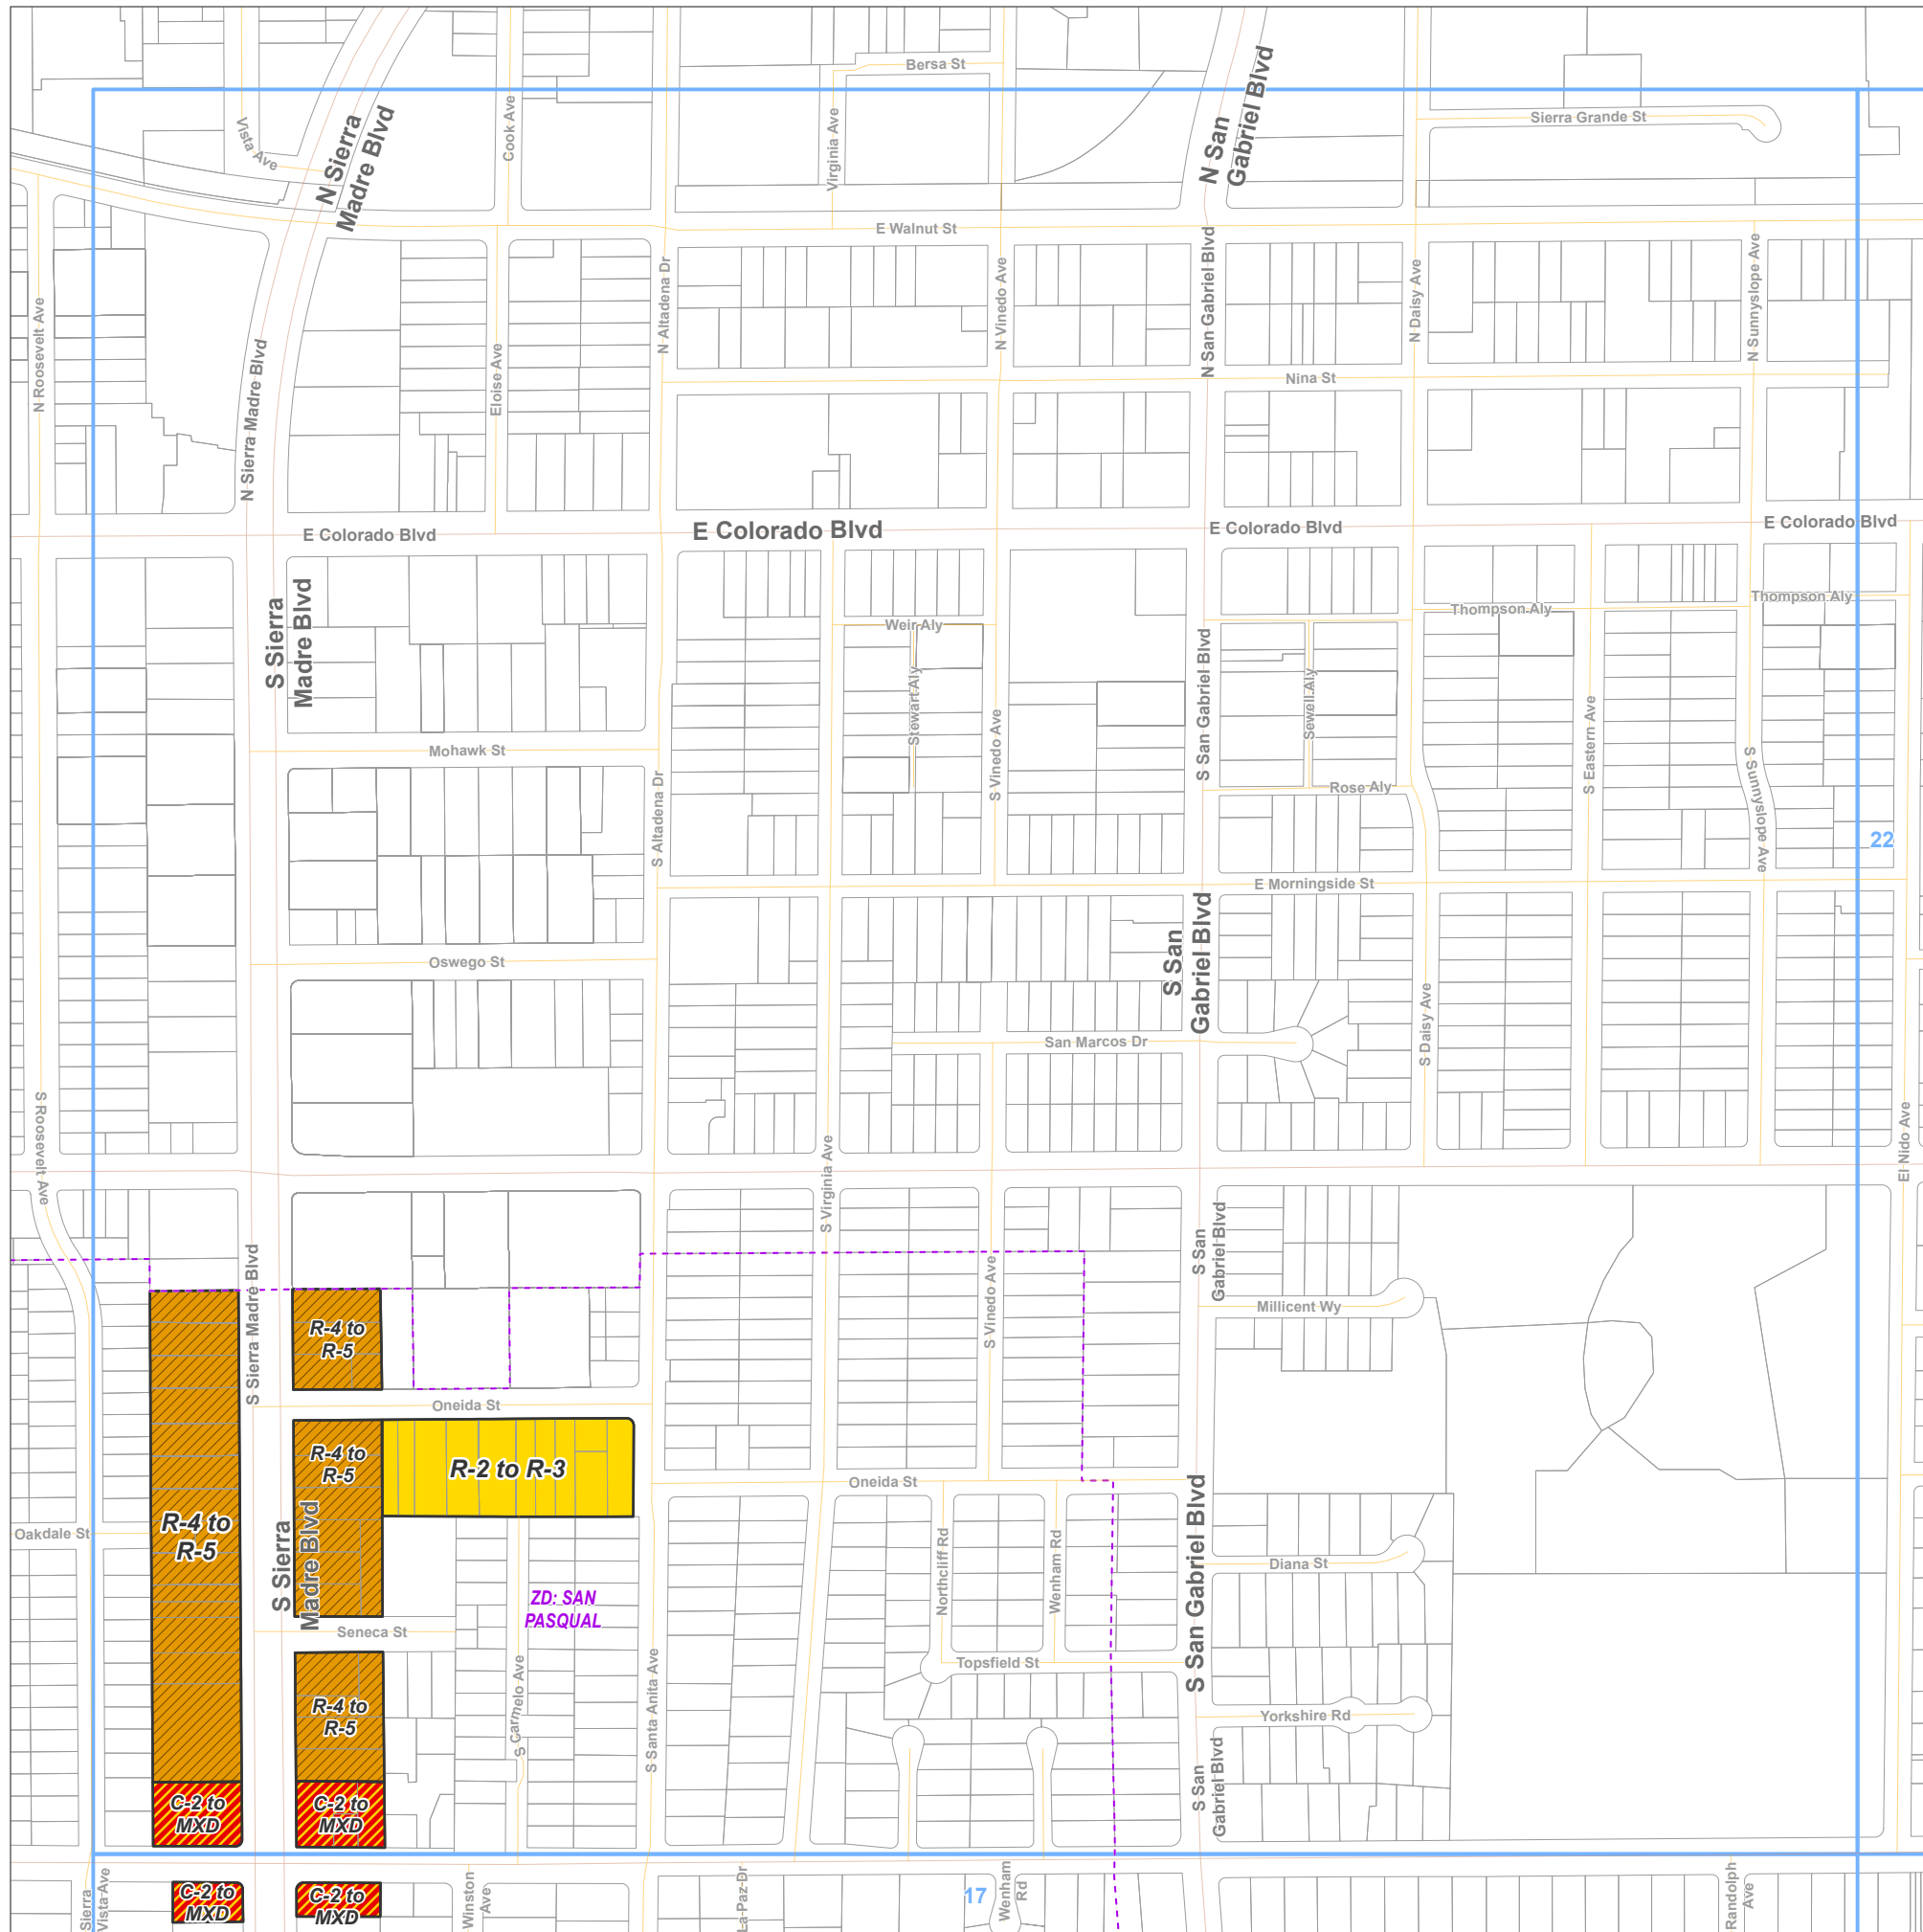 Bersa St
N San
Gabriel Blvd
Sierra Grande St
Vista Ave
N Sierra
Madre Blvd
Cook Ave
Virginia Ave
E Walnut St
N Roosevelt Ave
N Sierra Madre Blvd
Eloise Ave
N Altadena Dr
N Vinedo Ave
N San Gabriel Blvd
N Daisy Ave
N Sunnyslope Ave
Nina St
E Colorado Blvd
E Colorado Blvd
E Colorado Blvd
E Colorado Blvd
S Sierra
Madre Blvd
Weir Aly
Stewart Aly
Thompson Aly
Thompson Aly
S San Gabriel Blvd
Sewell Aly
S Eastern Ave
S Vinedo Ave
S Sunnyslope Ave
Mohawk St
S Altadena Dr
Rose Aly
22
E Morningside St
S San
Gabriel Blvd
Oswego St
San Marcos Dr
S Daisy Ave
S Roosevelt Ave
S Virginia Ave
El Nido Ave
S Sierra Madre Blvd
S San
Gabriel Blvd
S Vinedo Ave
Millicent Wy
R-4 to
R-5
Oneida St
R-4 to
R-5
R-2 to R-3
Oneida St
R-4 to
R-5
Oakdale St
S Sierra
Madre Blvd
S San Gabriel Blvd
Northcliff Rd
Wenham Rd
Diana St
ZD: SAN
PASQUAL
Seneca St
Topsfield St
S Carmelo Ave
S Santa Anita Ave
R-4 to
R-5
Yorkshire Rd
S San
Gabriel Blvd
C-2 to
MXD
C-2 to
MXD
Sierra
Vista Ave
C-2 to
MXD
C-2 to
MXD
Winston
Ave
La Paz Dr
17
Wenham
Rd
Randolph
Ave